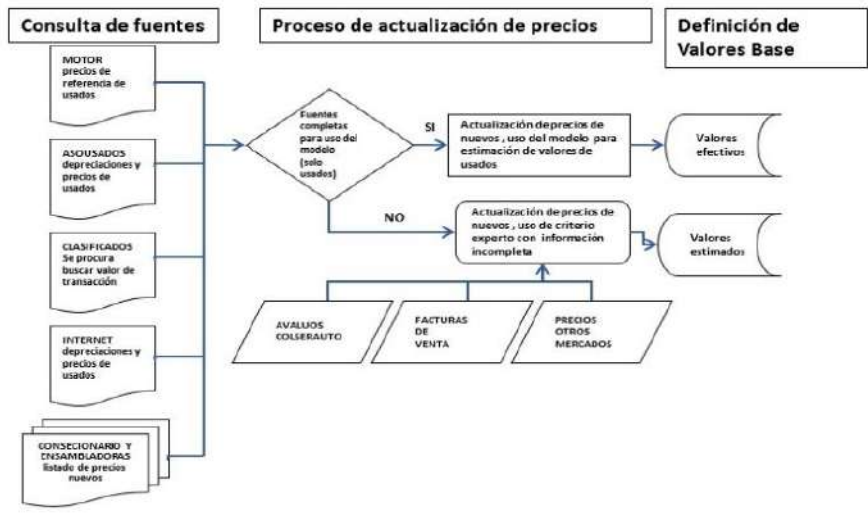 Consulta de fuentes
Proceso de actualización de precios
Definición de
Valores Base
MOTOR
precios de
referencia de
usados
ASOUSADOS
depreciaciones y
precios de
usados
CLASIFICADOS
Se procura
buscar valor de
transacción
INTERNET
depreciaciones y
precios de
usados
CONSECIONARIO Y
ENSAMBLADORAS
listado de precios
nuevos
Fuentes
completas
para uso del
modelo
(solo
usados)
SI
Actualización de precios de
nuevos , uso del modelo para
estimación de valores de
usados
Valores
efectivos
NO
Actualización de precios de
nuevos , uso de criterio
experto con información
incompleta
Valores
estimados
AVALUOS
COLSERAUTO
FACTURAS
DE
VENTA
PRECIOS
OTROS
MERCADOS